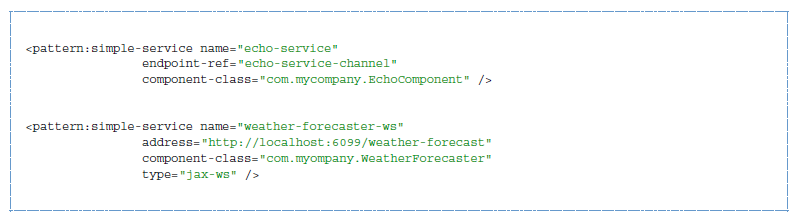 <pattern:simple-service name="echo-service"
endpoint-ref="echo-service-channel"
component-class="com.mycompany.EchoComponent" />
<pattern:simple-service name="weather-forecaster-ws"
address="http://localhost:6099/weather-forecast"
component-class="com.myompany.WeatherForecaster"
type="jax-ws" />